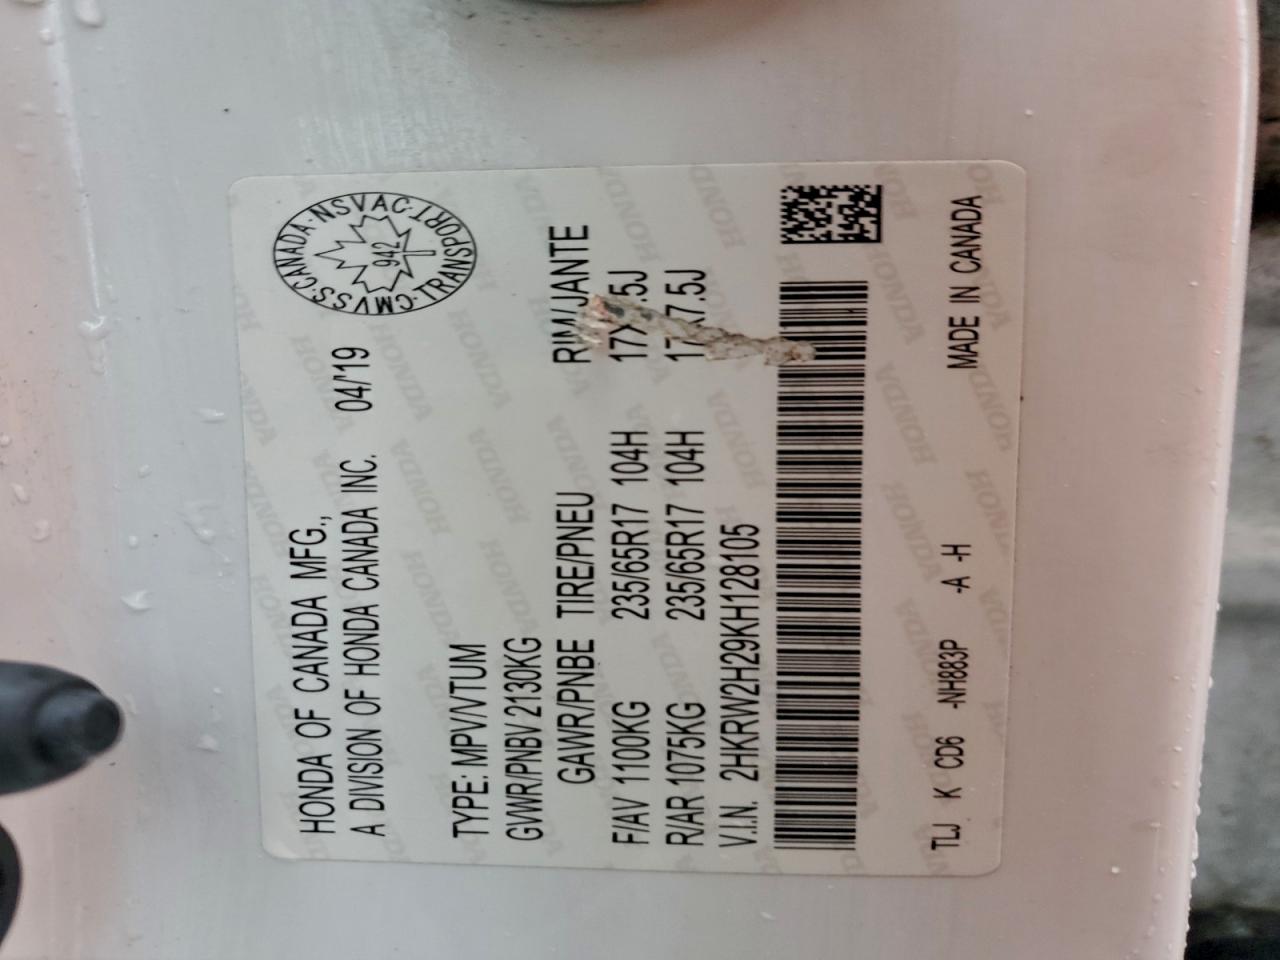 HONDA OF CANADA MFG.,
A DIVISION OF HONDA CANADA INC. 04/'19
CMVSS·CANADA·NSVAC·TRANSPORT
942
TYPE: MPV/VTUM
GVWR/PNBV 2130KG
GAWR/PNBE TIRE/PNEU RIM/JANTE
F/AV 1100KG 235/65R17 104H
R/AR 1075KG 235/65R17 104H
V.I.N. 2HKRW2H29KH128105
TLJ K CD6 -NH883P -A -H MADE IN CANADA